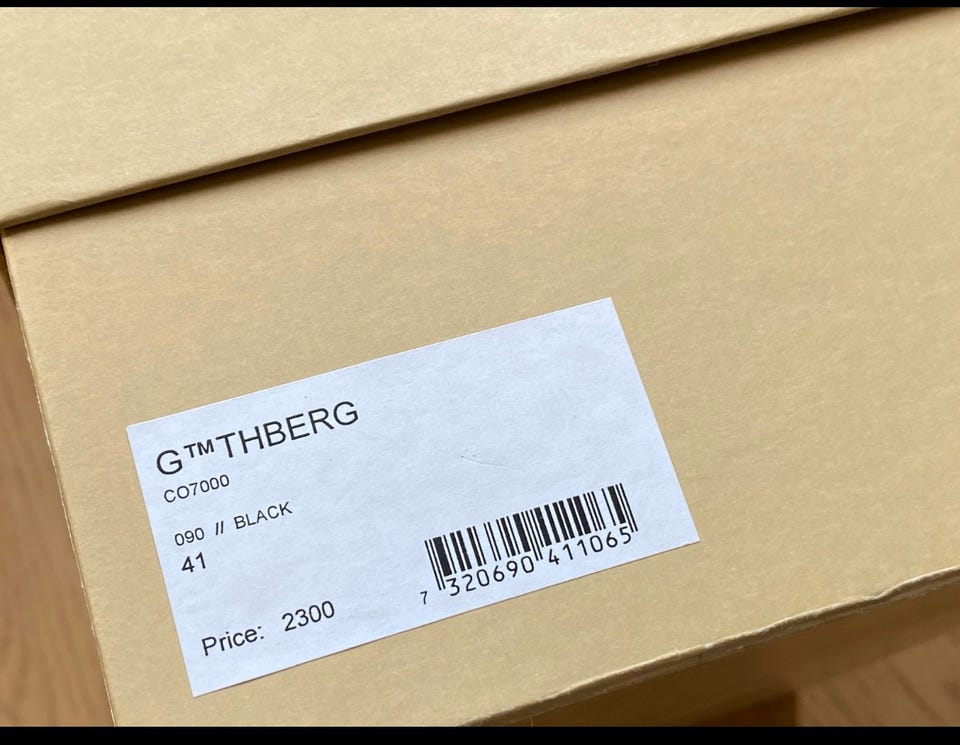 G™THBERG
CO7000
090 // BLACK
41
Price: 2300
7 320690 411065